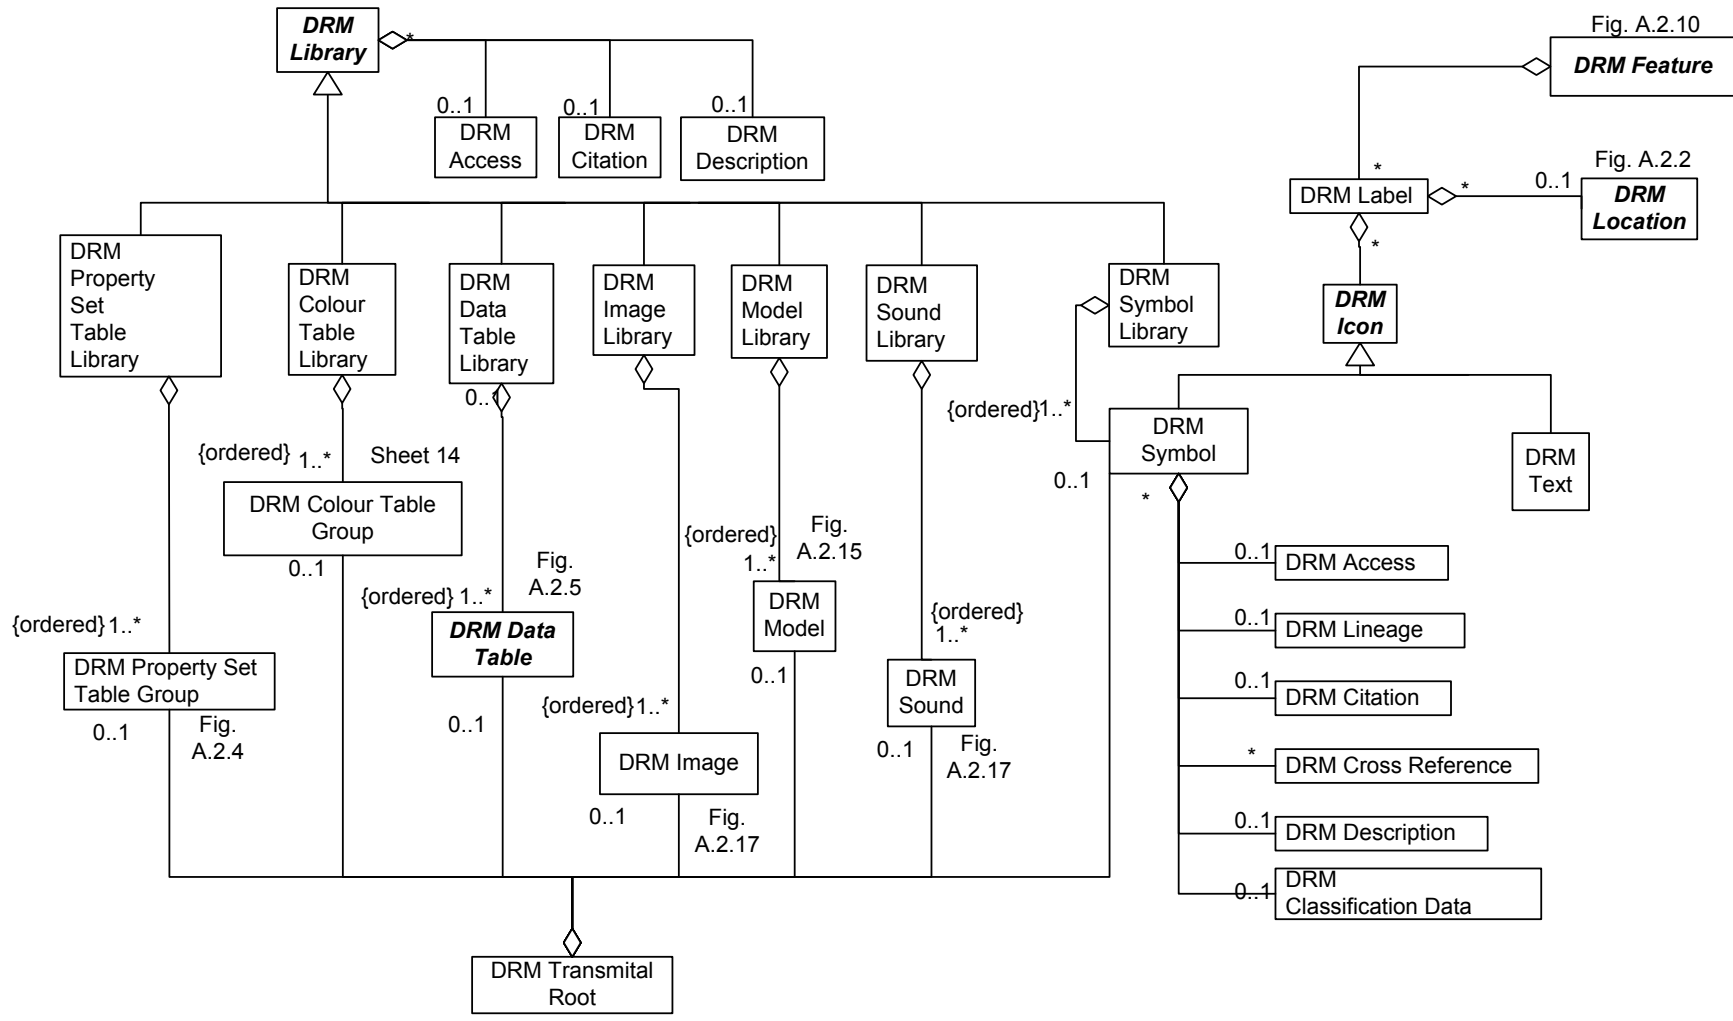 DRM
Library
*
0..1
0..1
0..1
DRM
Access
DRM
Citation
DRM
Description
Fig. A.2.10
DRM Feature
*
DRM Label
*
0..1
Fig. A.2.2
DRM
Location
*
DRM
Icon
DRM
Property
Set
Table
Library
DRM
Colour
Table
Library
DRM
Data
Table
Library
DRM
Image
Library
DRM
Model
Library
DRM
Sound
Library
DRM
Symbol
Library
0..1
{ordered} 1..*
DRM
Symbol
0..1
*
DRM
Text
{ordered} 1..*
Sheet 14
DRM Colour Table
Group
0..1
{ordered} 1..*
Fig.
A.2.5
DRM Data
Table
0..1
{ordered}
1..*
Fig.
A.2.15
DRM
Model
0..1
{ordered}
1..*
DRM
Sound
0..1
Fig.
A.2.17
{ordered} 1..*
DRM Property Set
Table Group
0..1
Fig.
A.2.4
{ordered} 1..*
DRM Image
0..1
Fig.
A.2.17
0..1
DRM Access
0..1
DRM Lineage
0..1
DRM Citation
*
DRM Cross Reference
0..1
DRM Description
0..1
DRM
Classification Data
DRM Transmital
Root